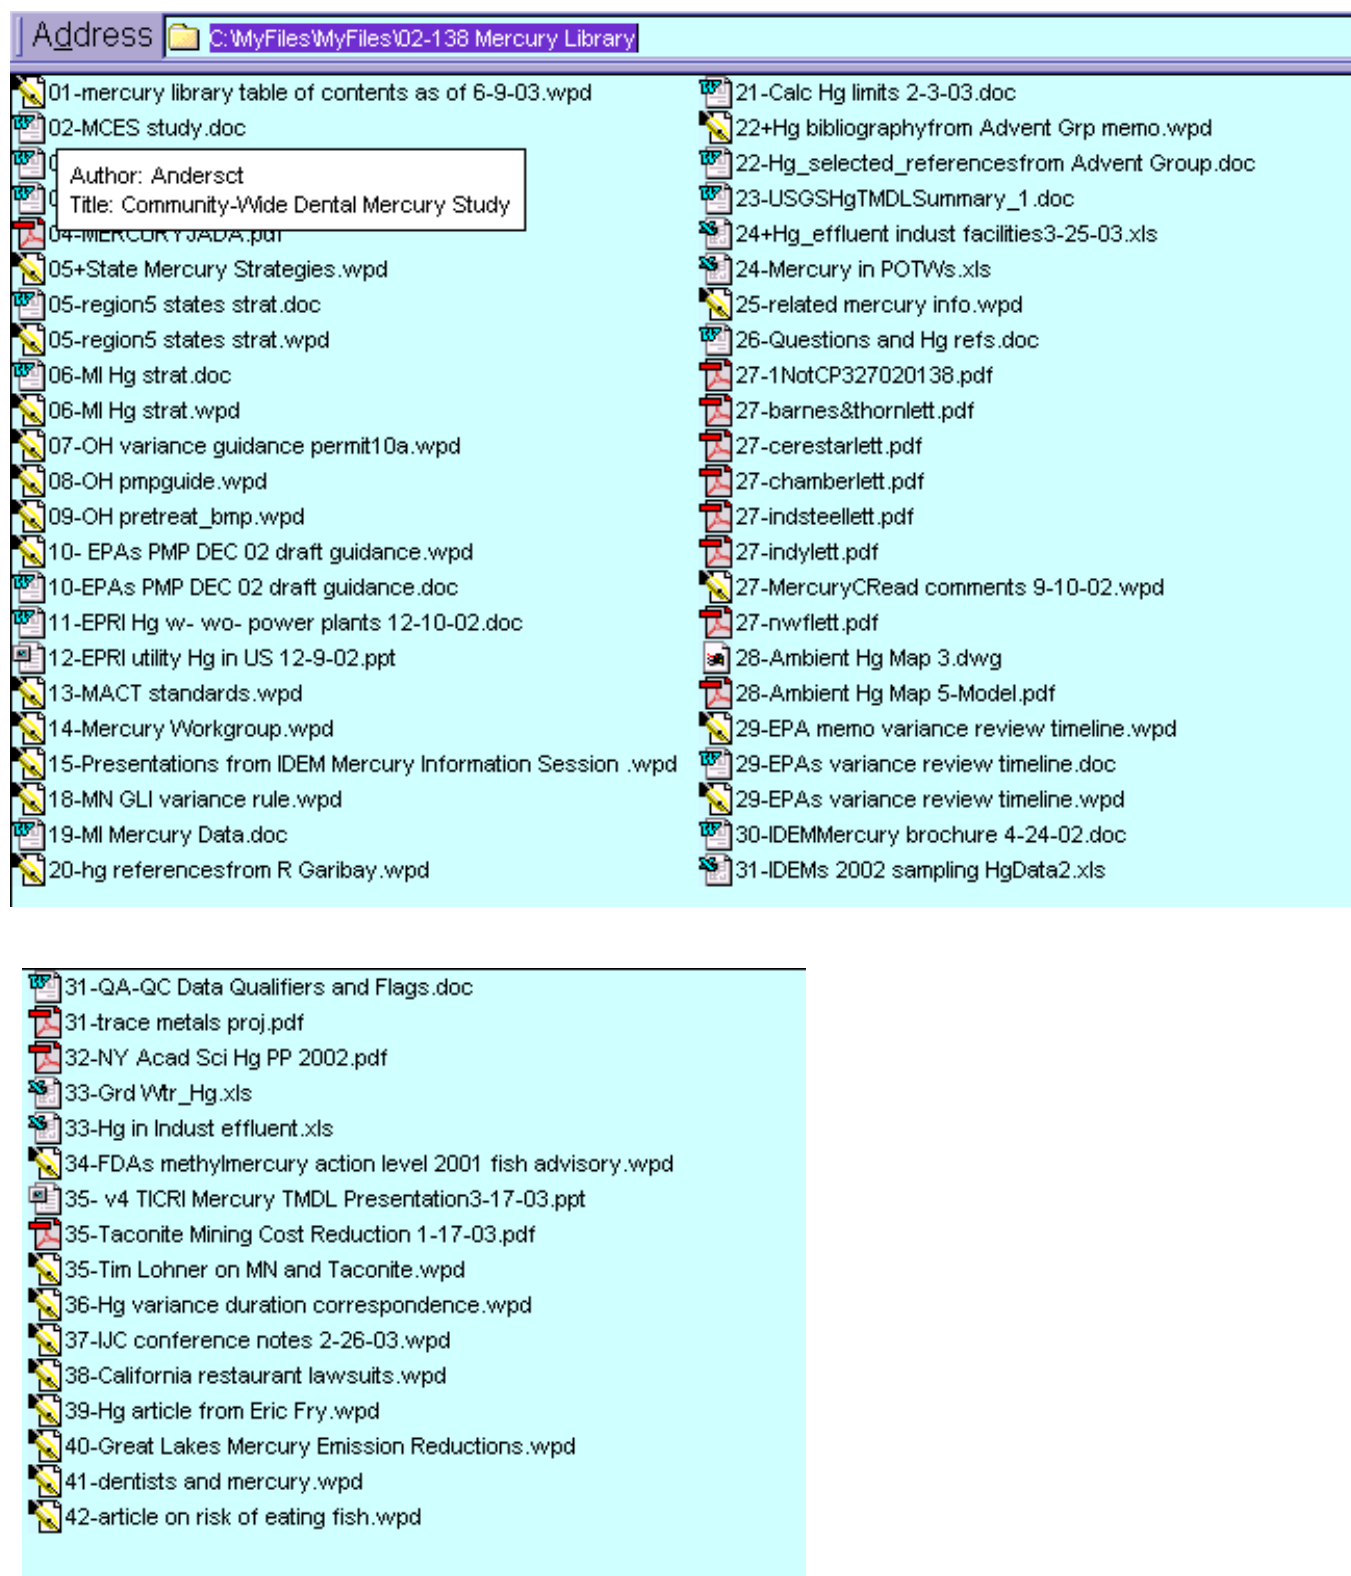 Address C:\MyFiles\MyFiles\02-138 Mercury Library
01-mercury library table of contents as of 6-9-03.wpd
02-MCES study.doc
Author: Andersct
Title: Community-Wide Dental Mercury Study
04-MERCURYJADA.pdf
05+State Mercury Strategies.wpd
05-region5 states strat.doc
05-region5 states strat.wpd
06-MI Hg strat.doc
06-MI Hg strat.wpd
07-OH variance guidance permit10a.wpd
08-OH pmpguide.wpd
09-OH pretreat_bmp.wpd
10- EPAs PMP DEC 02 draft guidance.wpd
10-EPAs PMP DEC 02 draft guidance.doc
11-EPRI Hg w- wo- power plants 12-10-02.doc
12-EPRI utility Hg in US 12-9-02.ppt
13-MACT standards.wpd
14-Mercury Workgroup.wpd
15-Presentations from IDEM Mercury Information Session .wpd
18-MN GLI variance rule.wpd
19-MI Mercury Data.doc
20-hg referencesfrom R Garibay.wpd
21-Calc Hg limits 2-3-03.doc
22+Hg bibliographyfrom Advent Grp memo.wpd
22-Hg_selected_referencesfrom Advent Group.doc
23-USGSHgTMDLSummary_1.doc
24+Hg_effluent indust facilities3-25-03.xls
24-Mercury in POTWs.xls
25-related mercury info.wpd
26-Questions and Hg refs.doc
27-1NotCP327020138.pdf
27-barnes&thornlett.pdf
27-cerestarlett.pdf
27-chamberlett.pdf
27-indsteellett.pdf
27-indylett.pdf
27-MercuryCRead comments 9-10-02.wpd
27-nwflett.pdf
28-Ambient Hg Map 3.dwg
28-Ambient Hg Map 5-Model.pdf
29-EPA memo variance review timeline.wpd
29-EPAs variance review timeline.doc
29-EPAs variance review timeline.wpd
30-IDEMMercury brochure 4-24-02.doc
31-IDEMs 2002 sampling HgData2.xls
31-QA-QC Data Qualifiers and Flags.doc
31-trace metals proj.pdf
32-NY Acad Sci Hg PP 2002.pdf
33-Grd Wtr_Hg.xls
33-Hg in Indust effluent.xls
34-FDAs methylmercury action level 2001 fish advisory.wpd
35- v4 TICRI Mercury TMDL Presentation3-17-03.ppt
35-Taconite Mining Cost Reduction 1-17-03.pdf
35-Tim Lohner on MN and Taconite.wpd
36-Hg variance duration correspondence.wpd
37-IJC conference notes 2-26-03.wpd
38-California restaurant lawsuits.wpd
39-Hg article from Eric Fry.wpd
40-Great Lakes Mercury Emission Reductions.wpd
41-dentists and mercury.wpd
42-article on risk of eating fish.wpd